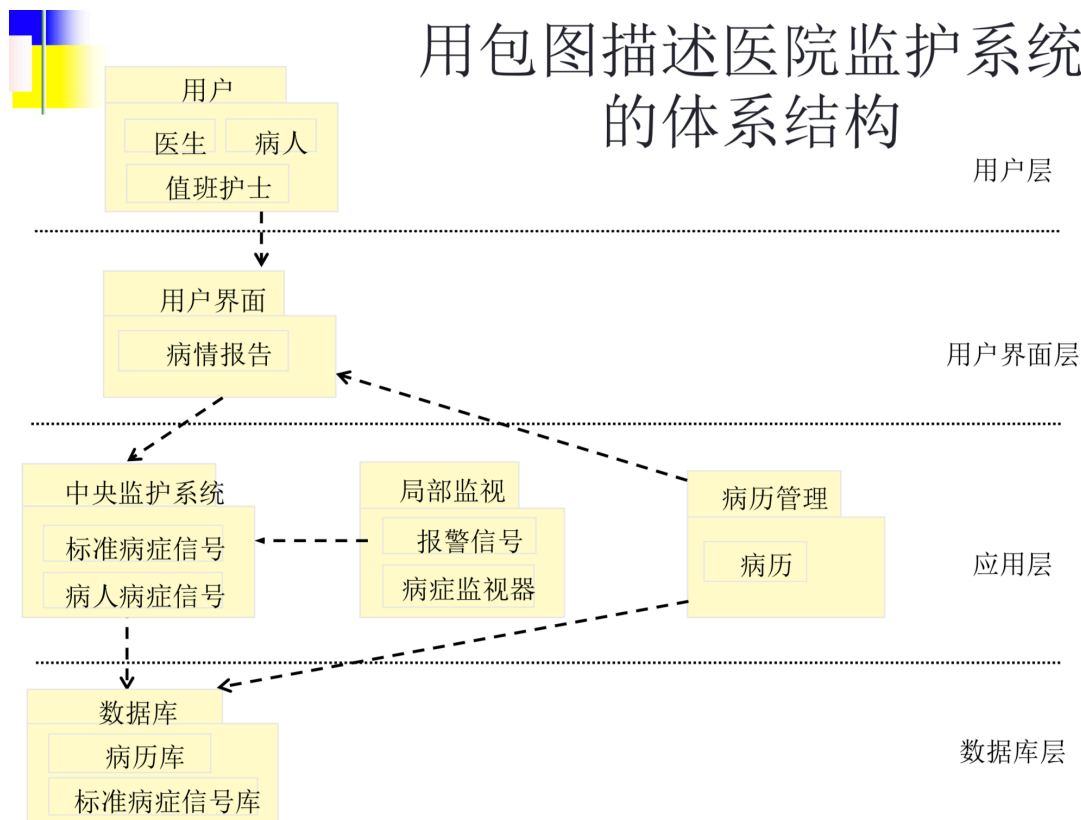 用包图描述医院监护系统
的体系结构
用户
医生 病人
值班护士
用户层
用户界面
病情报告
用户界面层
中央监护系统
标准病症信号
病人病症信号
局部监视
报警信号
病症监视器
病历管理
病历
应用层
数据库
病历库
标准病症信号库
数据库层